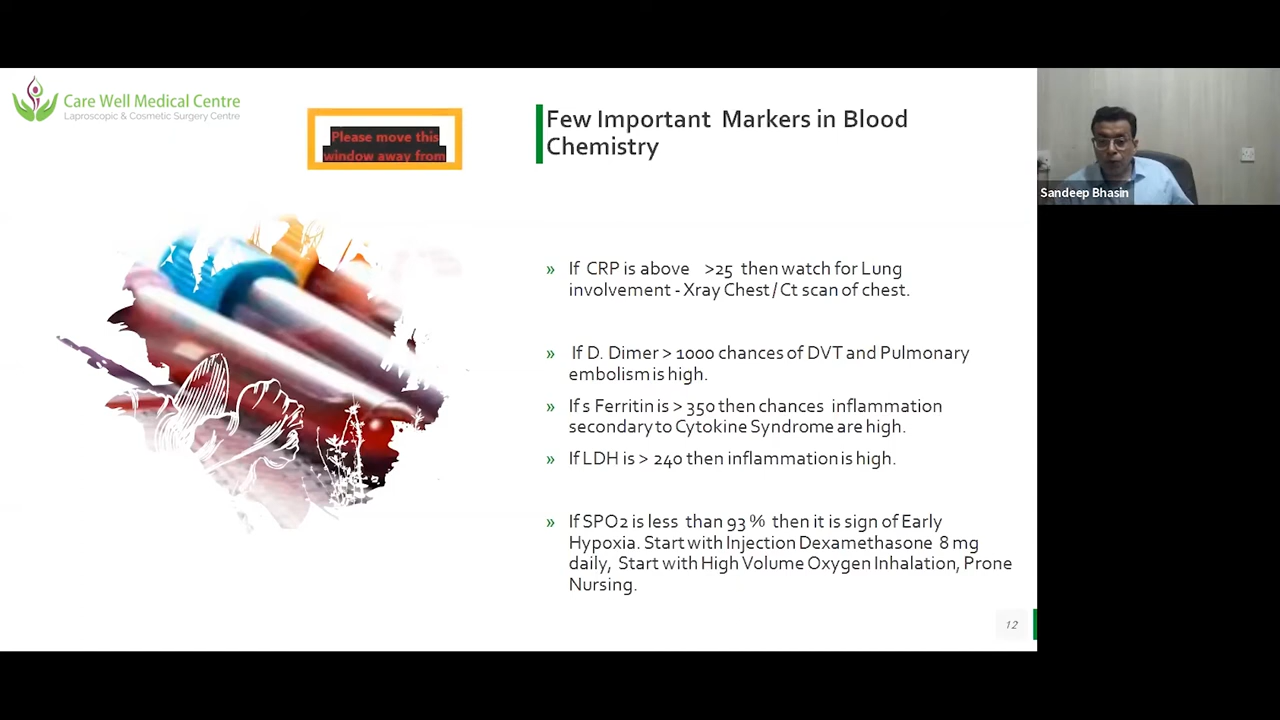 Care Well Medical Centre
Laproscopic & Cosmetic Surgery Centre
Please move this
window away from
Few Important Markers in Blood
Chemistry
Sandeep Bhasin
» If CRP is above >25 then watch for Lung
involvement - Xray Chest / Ct scan of chest.
» If D. Dimer > 1000 chances of DVT and Pulmonary
embolism is high.
» If s Ferritin is > 350 then chances inflammation
secondary to Cytokine Syndrome are high.
» If LDH is > 240 then inflammation is high.
» If SPO2 is less than 93 % then it is sign of Early
Hypoxia. Start with Injection Dexamethasone 8 mg
daily, Start with High Volume Oxygen Inhalation, Prone
Nursing.
12